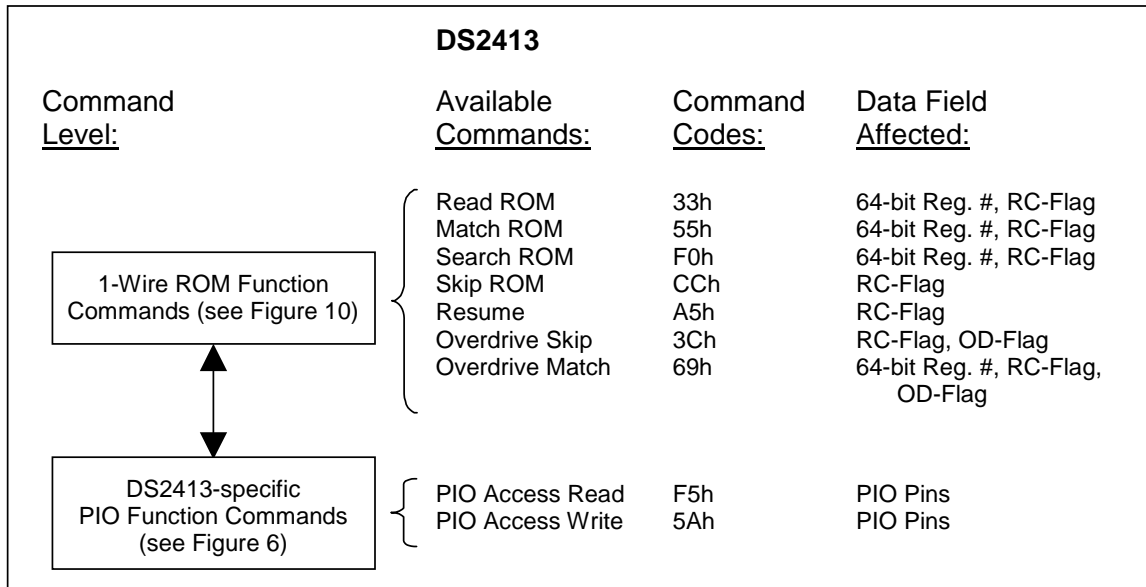 DS2413
Command Level:
Available Commands:
Command Codes:
Data Field Affected:
1-Wire ROM Function
Commands (see Figure 10)
Read ROM 33h 64-bit Reg. #, RC-Flag
Match ROM 55h 64-bit Reg. #, RC-Flag
Search ROM F0h 64-bit Reg. #, RC-Flag
Skip ROM CCh RC-Flag
Resume A5h RC-Flag
Overdrive Skip 3Ch RC-Flag, OD-Flag
Overdrive Match 69h 64-bit Reg. #, RC-Flag,
OD-Flag
DS2413-specific
PIO Function Commands
(see Figure 6)
PIO Access Read F5h PIO Pins
PIO Access Write 5Ah PIO Pins